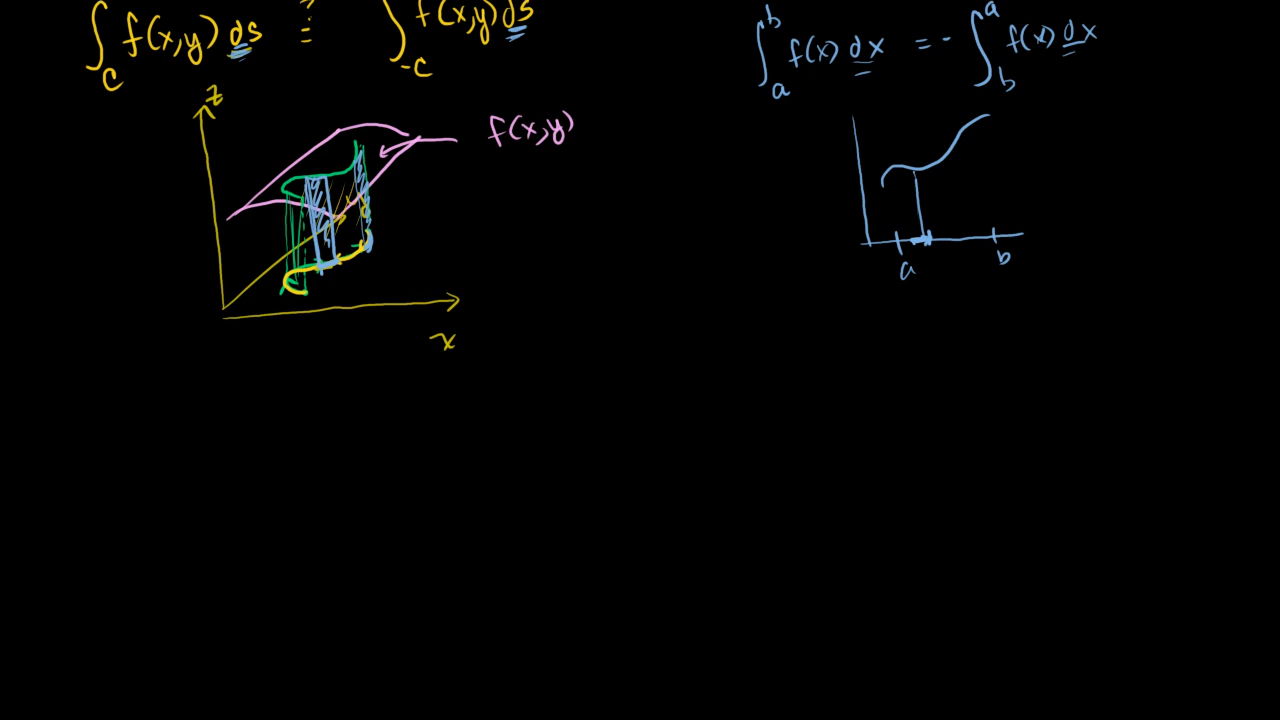 ∫_C f(x,y) ds =? ∫_{-C} f(x,y) ds
∫_a^b f(x) dx = - ∫_b^a f(x) dx
z
f(x,y)
x
a b